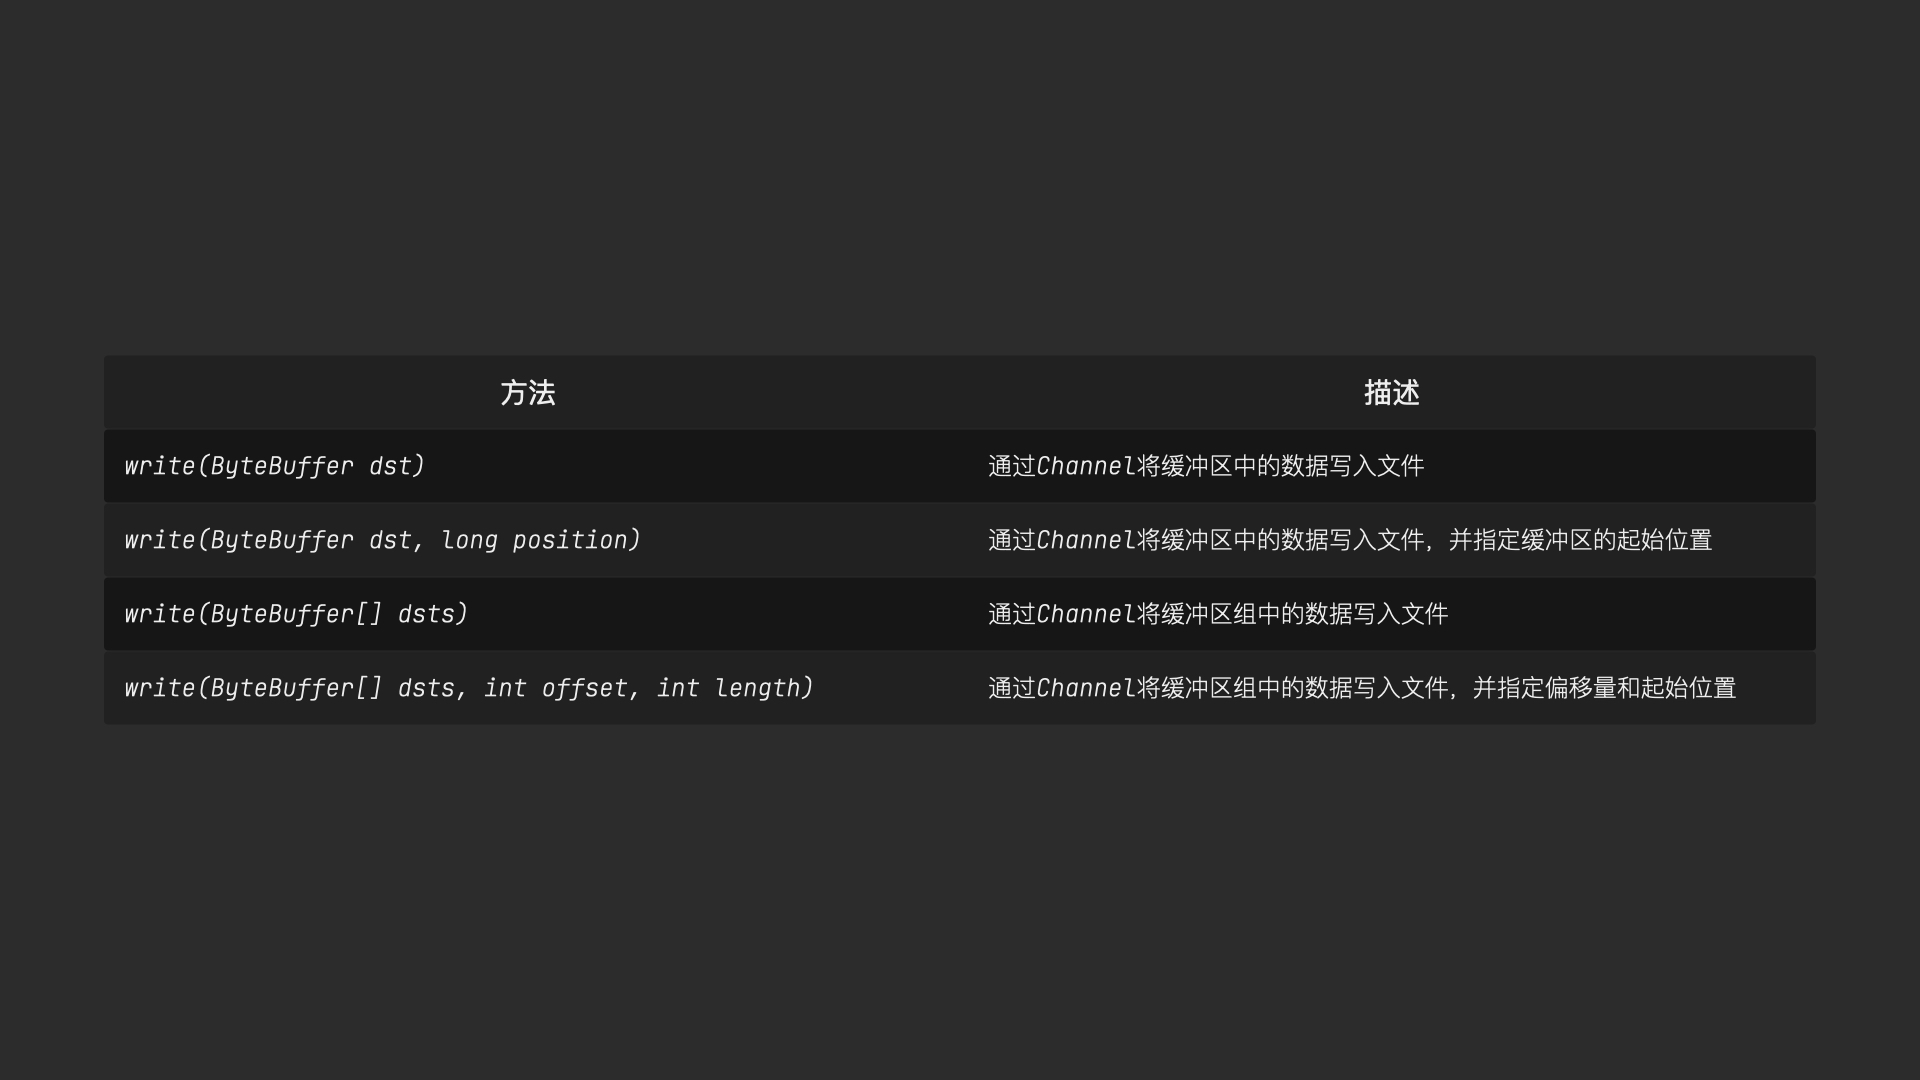 方法 描述
write(ByteBuffer dst) 通过Channel将缓冲区中的数据写入文件
write(ByteBuffer dst, long position) 通过Channel将缓冲区中的数据写入文件，并指定缓冲区的起始位置
write(ByteBuffer[] dsts) 通过Channel将缓冲区组中的数据写入文件
write(ByteBuffer[] dsts, int offset, int length) 通过Channel将缓冲区组中的数据写入文件，并指定偏移量和起始位置